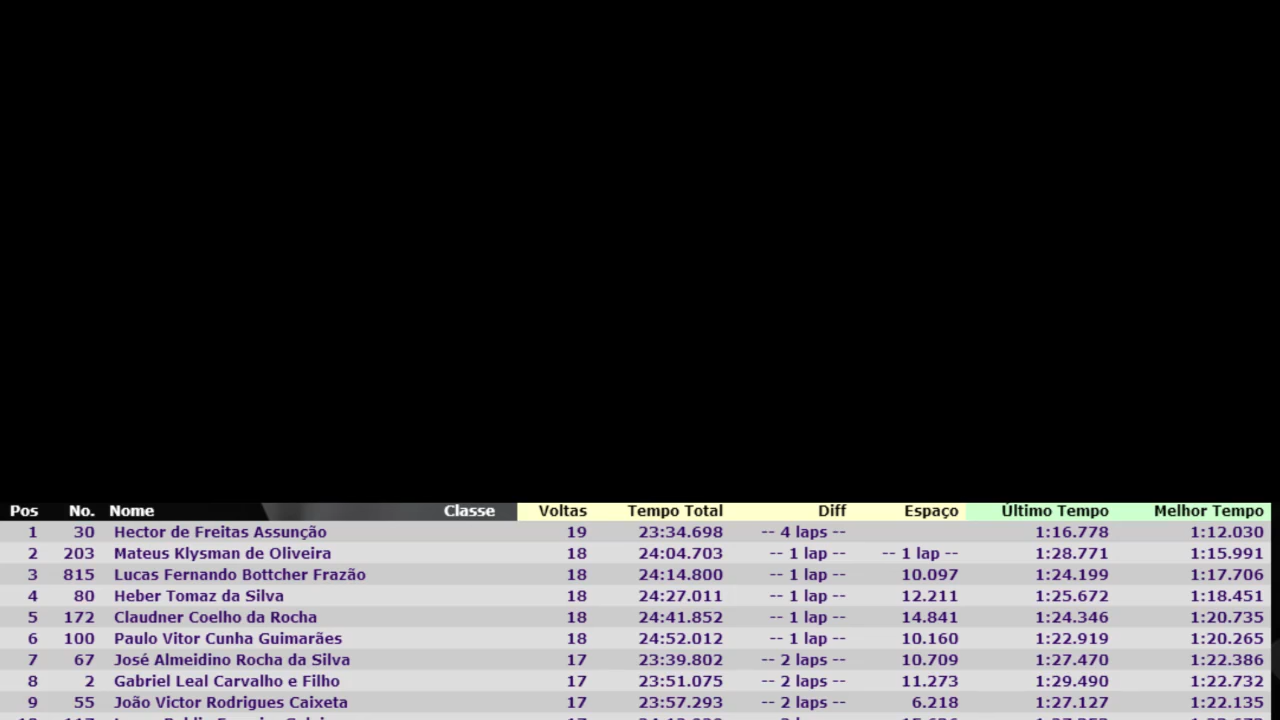 Pos No. Nome Classe Voltas Tempo Total Diff Espaço Último Tempo Melhor Tempo
1 30 Hector de Freitas Assunção 19 23:34.698 -- 4 laps -- 1:16.778 1:12.030
2 203 Mateus Klysman de Oliveira 18 24:04.703 -- 1 lap -- -- 1 lap -- 1:28.771 1:15.991
3 815 Lucas Fernando Bottcher Frazão 18 24:14.800 -- 1 lap -- 10.097 1:24.199 1:17.706
4 80 Heber Tomaz da Silva 18 24:27.011 -- 1 lap -- 12.211 1:25.672 1:18.451
5 172 Claudner Coelho da Rocha 18 24:41.852 -- 1 lap -- 14.841 1:24.346 1:20.735
6 100 Paulo Vitor Cunha Guimarães 18 24:52.012 -- 1 lap -- 10.160 1:22.919 1:20.265
7 67 José Almeidino Rocha da Silva 17 23:39.802 -- 2 laps -- 10.709 1:27.470 1:22.386
8 2 Gabriel Leal Carvalho e Filho 17 23:51.075 -- 2 laps -- 11.273 1:29.490 1:22.732
9 55 João Victor Rodrigues Caixeta 17 23:57.293 -- 2 laps -- 6.218 1:27.127 1:22.135